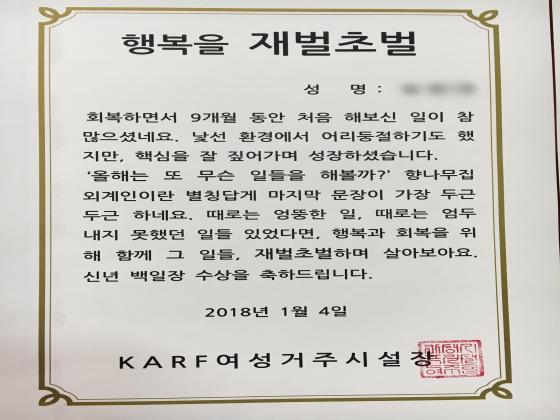 행복을 재벌초벌
성 명 :
회복하면서 9개월 동안 처음 해보신 일이 참
많으셨네요. 낯선 환경에서 어리둥절하기도 했
지만, 핵심을 잘 짚어가며 성장하셨습니다.
'올해는 또 무슨 일들을 해볼까?' 향나무집
외계인이란 별칭답게 마지막 문장이 가장 두근
두근 하네요. 때로는 엉뚱한 일, 때로는 엄두
내지 못했던 일들 있었다면, 행복과 회복을 위
해 함께 그 일들, 재벌초벌하며 살아보아요.
신년 백일장 수상을 축하드립니다.
2018년 1월 4일
KARF여성거주시설장